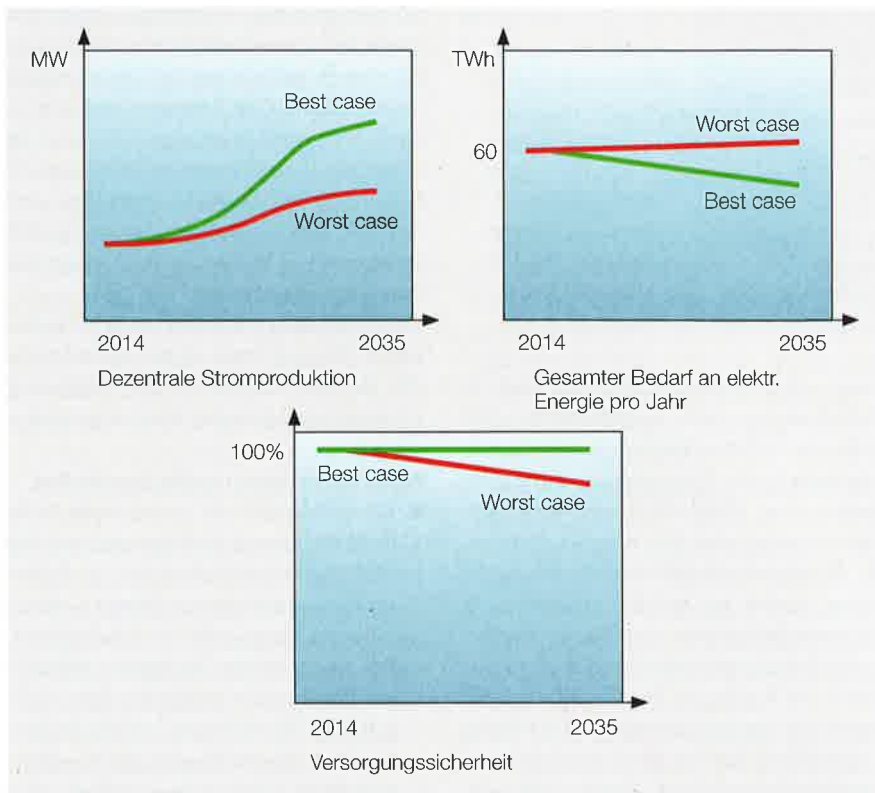 MW
Best case
Worst case
2014 2035
Dezentrale Stromproduktion
TWh
60
Worst case
Best case
2014 2035
Gesamter Bedarf an elektr.
Energie pro Jahr
100%
Best case
Worst case
2014 2035
Versorgungssicherheit